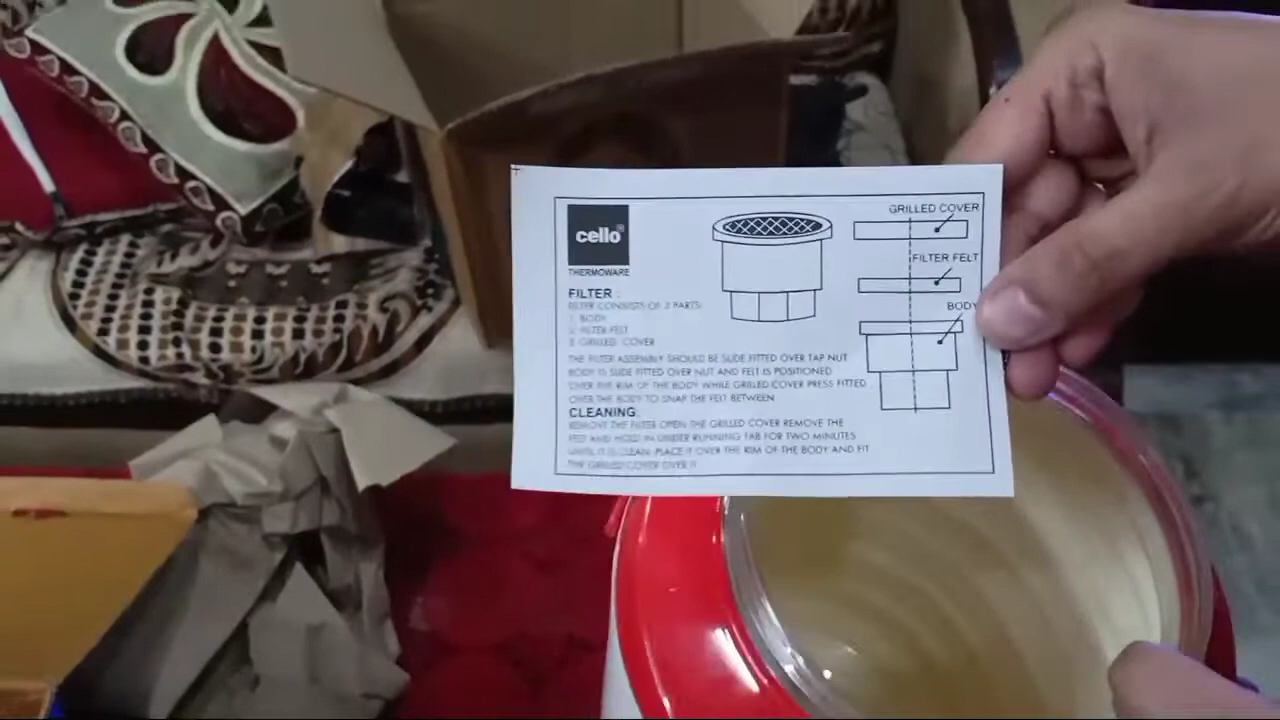 cello®
THERMOWARE
FILTER :
FILTER CONSISTS OF 3 PARTS:
1. BODY
2. FILTER FELT
3. GRILLED COVER
THE FILTER ASSEMBLY SHOULD BE SLIDE FITTED OVER TAP NUT
BODY IS SLIDE FITTED OVER NUT AND FELT IS POSITIONED
OVER THE RIM OF THE BODY WHILE GRILLED COVER PRESS FITTED
OVER THE BODY TO SNAP THE FELT BETWEEN
CLEANING:
REMOVE THE FILTER OPEN THE GRILLED COVER REMOVE THE
FELT AND HOLD IN UNDER RUNNING TAB FOR TWO MINUTES
UNTIL IT IS CLEAN. PLACE IT OVER THE RIM OF THE BODY AND FIT
THE GRILLED COVER OVER IT
GRILLED COVER
FILTER FELT
BODY